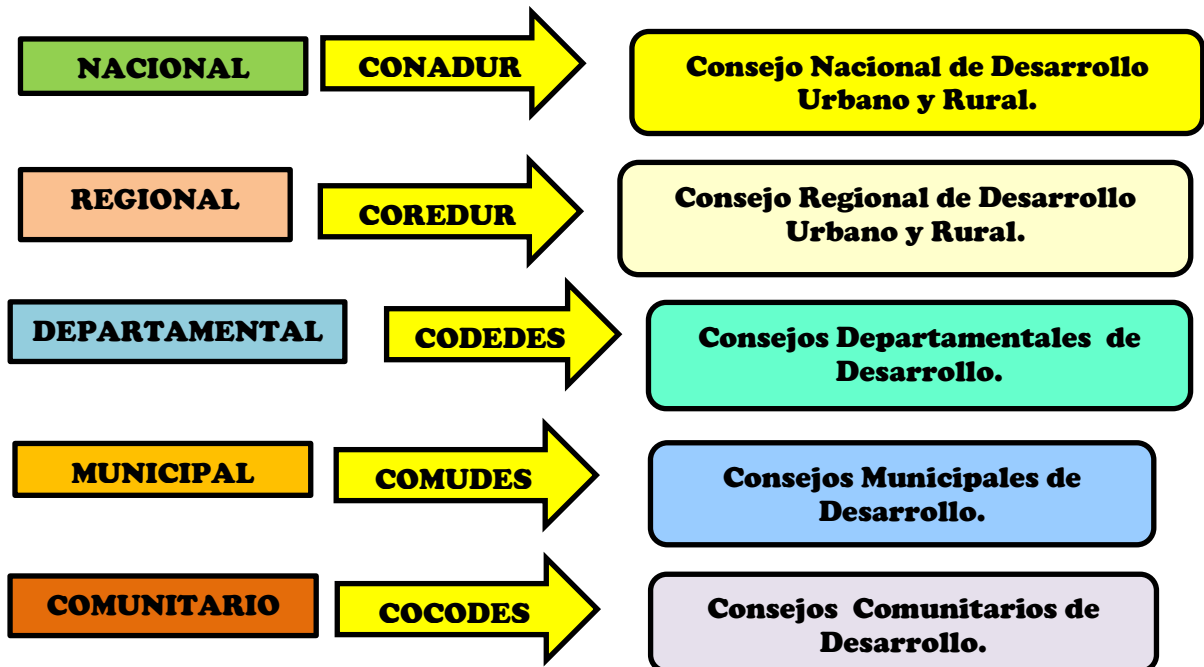 NACIONAL
CONADUR
Consejo Nacional de Desarrollo
Urbano y Rural.
REGIONAL
COREDUR
Consejo Regional de Desarrollo
Urbano y Rural.
DEPARTAMENTAL
CODEDES
Consejos Departamentales de
Desarrollo.
MUNICIPAL
COMUDES
Consejos Municipales de
Desarrollo.
COMUNITARIO
COCODES
Consejos Comunitarios de
Desarrollo.